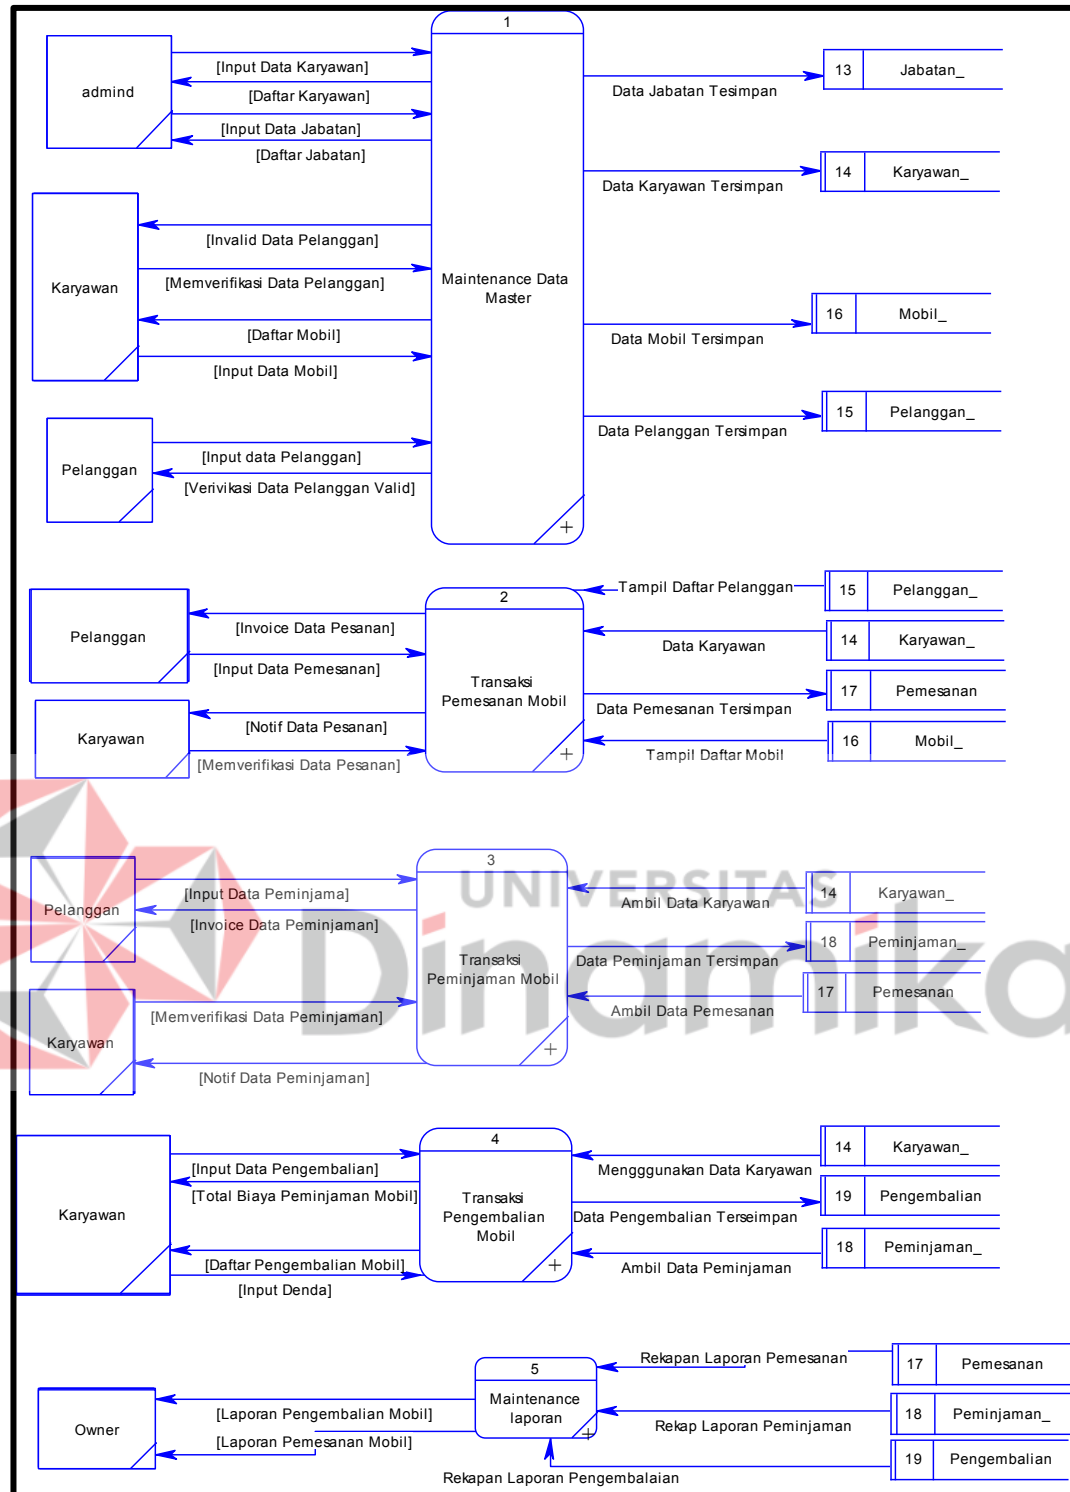 1
admind
[Input Data Karyawan]
[Daftar Karyawan]
[Input Data Jabatan]
[Daftar Jabatan]
Data Jabatan Tesimpan
13 Jabatan_
Data Karyawan Tersimpan
14 Karyawan_
Karyawan
[Invalid Data Pelanggan]
[Memverifikasi Data Pelanggan]
[Daftar Mobil]
[Input Data Mobil]
Maintenance Data
Master
Data Mobil Tersimpan
16 Mobil_
Pelanggan
[Input data Pelanggan]
[Verivikasi Data Pelanggan Valid]
Data Pelanggan Tersimpan
15 Pelanggan_
+
2
Pelanggan
[Invoice Data Pesanan]
[Input Data Pemesanan]
Karyawan
[Notif Data Pesanan]
[Memverifikasi Data Pesanan]
Transaksi
Pemesanan Mobil
+
Tampil Daftar Pelanggan
15 Pelanggan_
Data Karyawan
14 Karyawan_
Data Pemesanan Tersimpan
17 Pemesanan
Tampil Daftar Mobil
16 Mobil_
3
UNIVERSITAS
Dinamika
Pelanggan
[Input Data Peminjama]
[Invoice Data Peminjaman]
Karyawan
[Memverifikasi Data Peminjaman]
[Notif Data Peminjaman]
Transaksi
Peminjaman Mobil
+
Ambil Data Karyawan
14 Karyawan_
Data Peminjaman Tersimpan
18 Peminjaman_
Ambil Data Pemesanan
17 Pemesanan
4
Karyawan
[Input Data Pengembalian]
[Total Biaya Peminjaman Mobil]
[Daftar Pengembalian Mobil]
[Input Denda]
Transaksi
Pengembalian
Mobil
+
Mengggunakan Data Karyawan
14 Karyawan_
Data Pengembalian Terseimpan
19 Pengembalian
Ambil Data Peminjaman
18 Peminjaman_
5
Owner
[Laporan Pengembalian Mobil]
[Laporan Pemesanan Mobil]
Maintenance
laporan
+
Rekapan Laporan Pemesanan
17 Pemesanan
Rekap Laporan Peminjaman
18 Peminjaman_
Rekapan Laporan Pengembalaian
19 Pengembalian